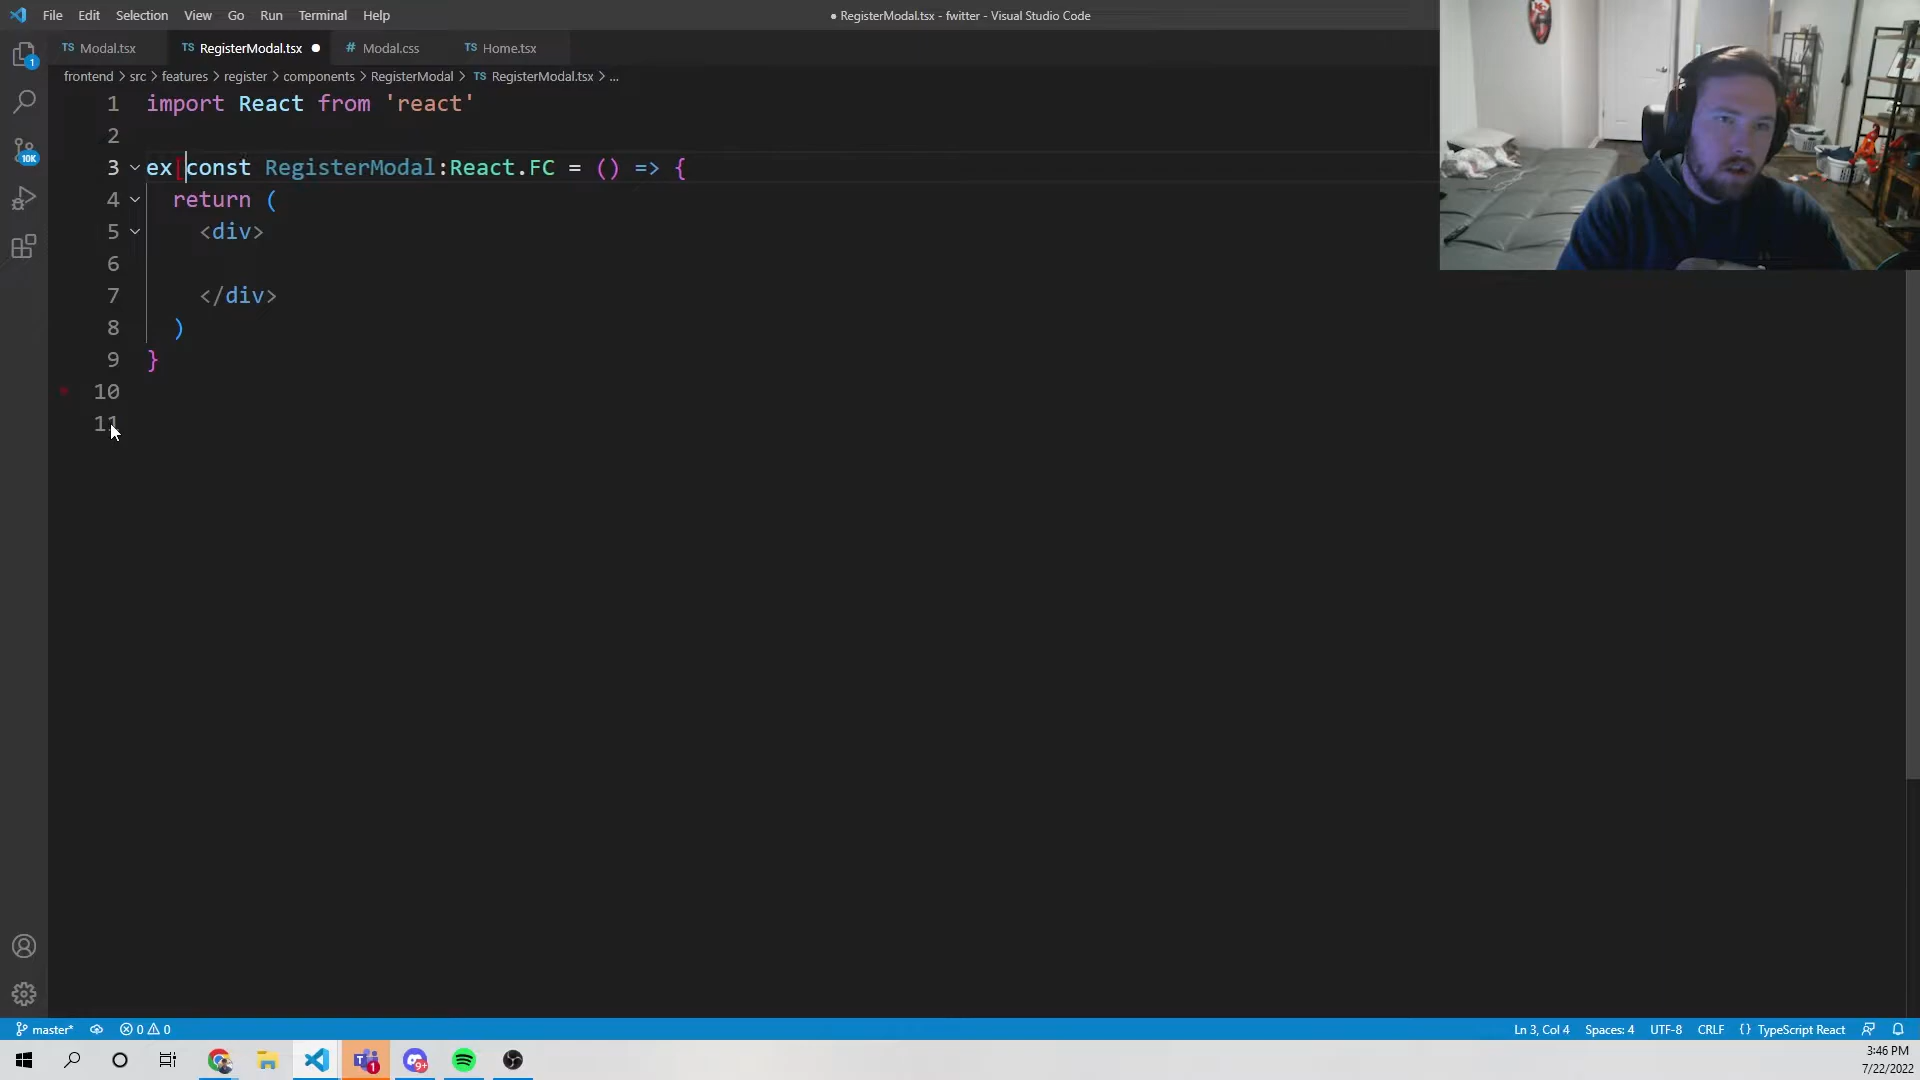 File Edit Selection View Go Run Terminal Help
● RegisterModal.tsx - fwitter - Visual Studio Code
TS Modal.tsx
TS RegisterModal.tsx ●
# Modal.css
TS Home.tsx
frontend > src > features > register > components > RegisterModal > TS RegisterModal.tsx > ...
1 import React from 'react'
2
3 ex const RegisterModal:React.FC = () => {
4 return (
5 <div>
6
7 </div>
8 )
9 }
10
11
1
10K
master* 0 0
Ln 3, Col 4 Spaces: 4 UTF-8 CRLF {} TypeScript React
1
9+
3:46 PM
7/22/2022